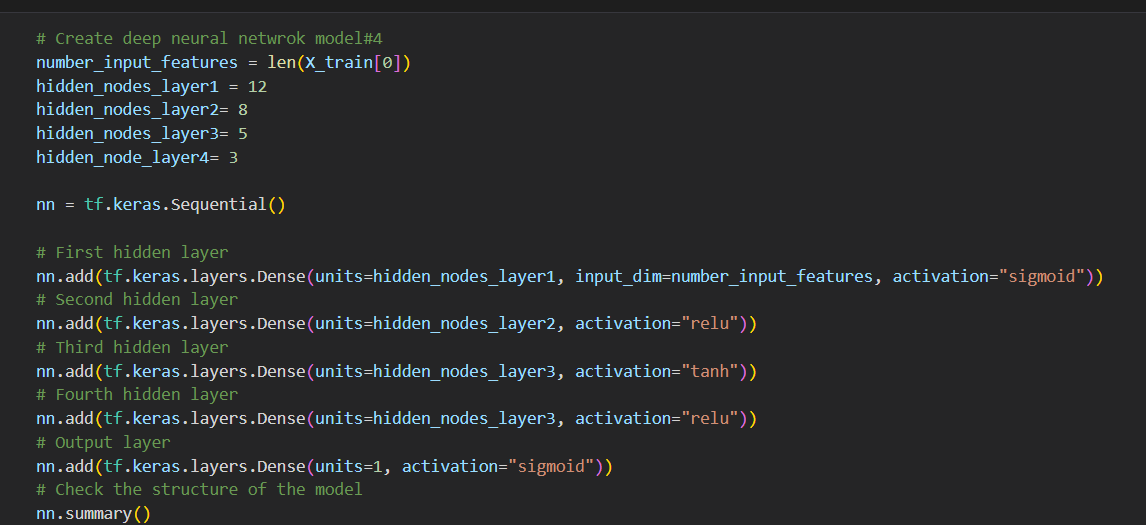 # Create deep neural netwrok model#4
number_input_features = len(X_train[0])
hidden_nodes_layer1 = 12
hidden_nodes_layer2= 8
hidden_nodes_layer3= 5
hidden_node_layer4= 3
nn = tf.keras.Sequential()
# First hidden layer
nn.add(tf.keras.layers.Dense(units=hidden_nodes_layer1, input_dim=number_input_features, activation="sigmoid"))
# Second hidden layer
nn.add(tf.keras.layers.Dense(units=hidden_nodes_layer2, activation="relu"))
# Third hidden layer
nn.add(tf.keras.layers.Dense(units=hidden_nodes_layer3, activation="tanh"))
# Fourth hidden layer
nn.add(tf.keras.layers.Dense(units=hidden_nodes_layer3, activation="relu"))
# Output layer
nn.add(tf.keras.layers.Dense(units=1, activation="sigmoid"))
# Check the structure of the model
nn.summary()